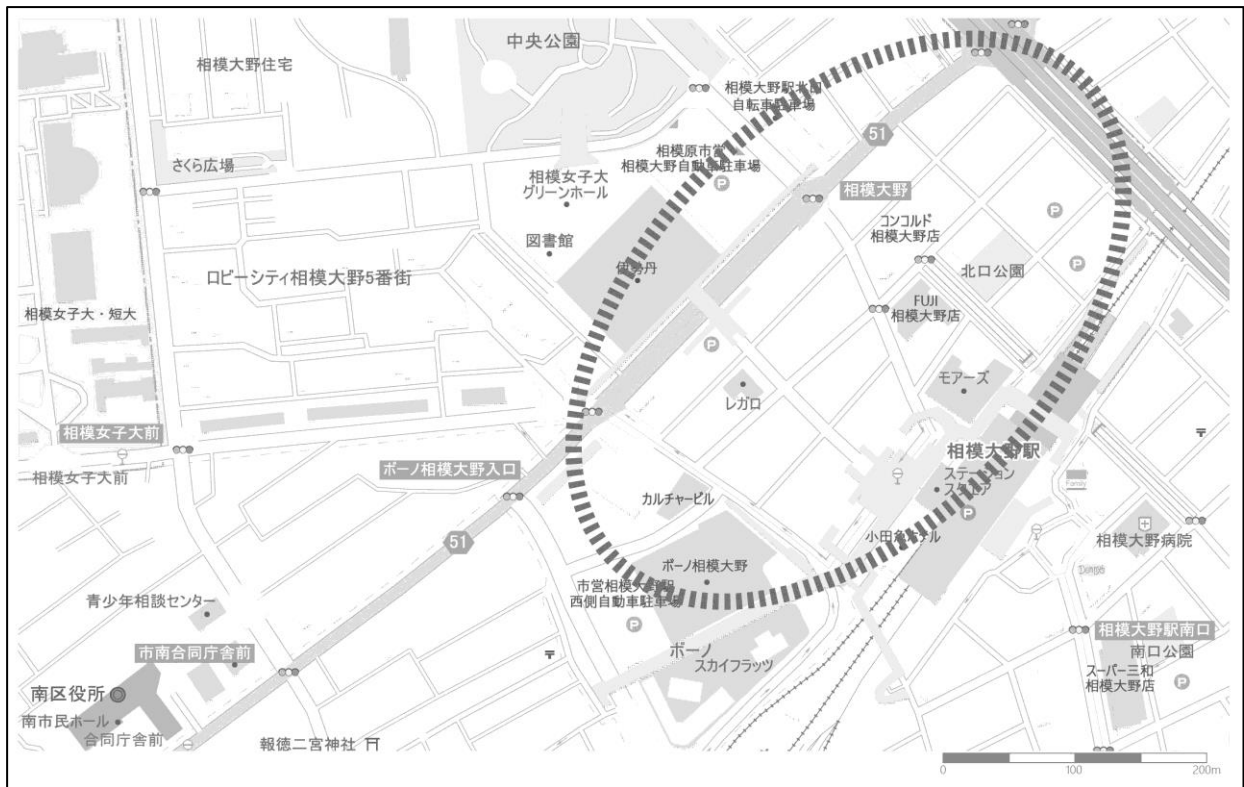 中央公園
相模大野住宅
相模大野駅北口
自転車駐車場
51
相模原市営
相模大野自動車駐車場
さくら広場
相模女子大
グリーンホール
相模大野
コンコルド
相模大野店
図書館
伊勢丹
ロビーシティ相模大野5番街
北口公園
相模女子大・短大
FUJI
相模大野店
モアーズ
レガロ
相模女子大前
相模女子大前
ボーノ相模大野入口
相模大野駅
ステーション
スクエア
カルチャービル
Family
51
小田急ホテル
相模大野病院
ボーノ相模大野
市営相模大野駅
西側自動車駐車場
青少年相談センター
相模大野駅南口
市南合同庁舎前
ボーノ
スカイフラッツ
南口公園
スーパー三和
相模大野店
南区役所
南市民ホール
合同庁舎前
報徳二宮神社
0 100 200m
P
P
P
P
P
P
P